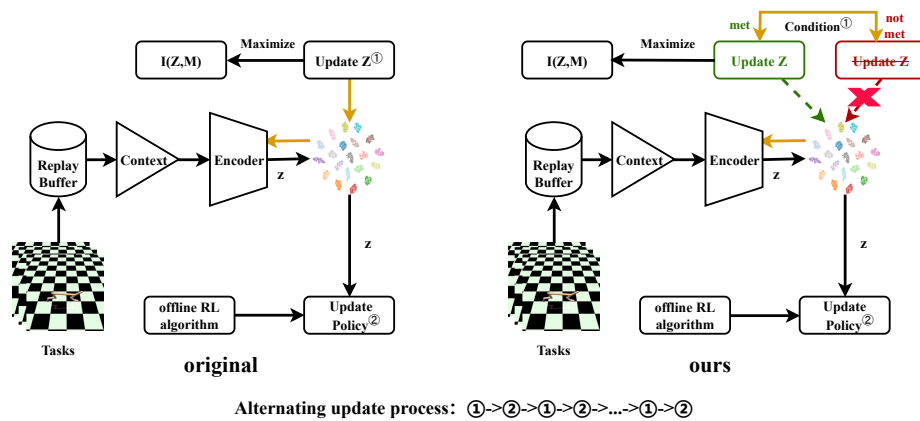 I(Z,M)
Maximize
Update Z①
Replay
Buffer
Context
Encoder
z
z
offline RL
algorithm
Update
Policy②
Tasks
original
met
Condition①
not
met
I(Z,M)
Maximize
Update Z
Update Z
Replay
Buffer
Context
Encoder
z
z
offline RL
algorithm
Update
Policy②
Tasks
ours
Alternating update process: ①->②->①->②->...->①->②